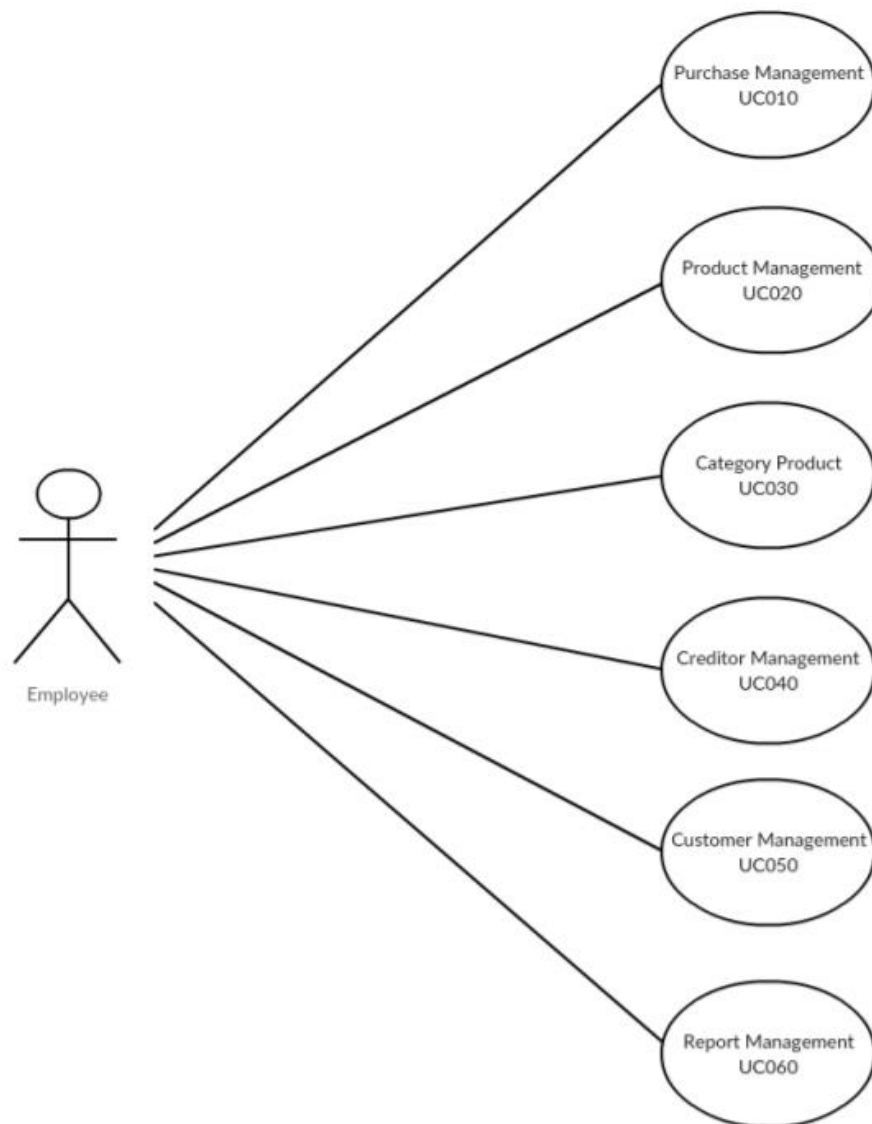 Purchase Management
UC010
Product Management
UC020
Category Product
UC030
Creditor Management
UC040
Employee
Customer Management
UC050
Report Management
UC060